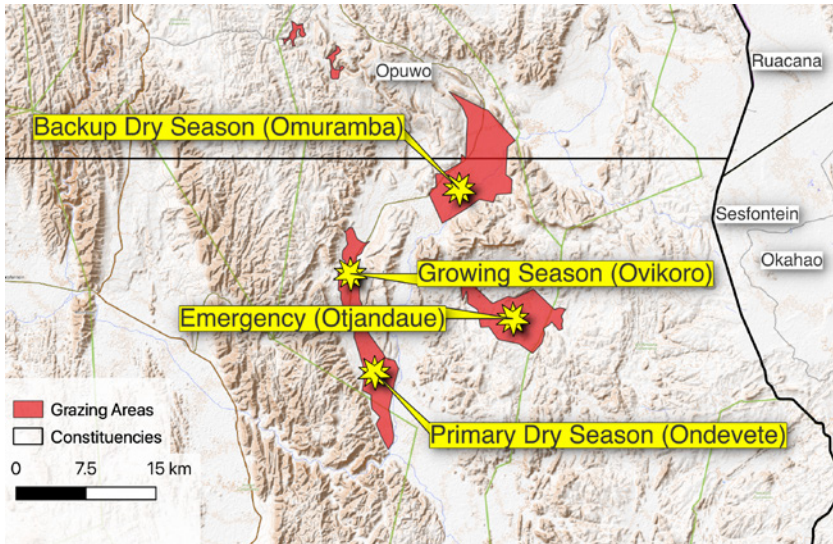 Opuwo
Ruacana
Backup Dry Season (Omuramba)
Sesfontein
Okahao
Growing Season (Ovikoro)
Emergency (Otjandaue)
Primary Dry Season (Ondevete)
Grazing Areas
Constituencies
0 7.5 15 km